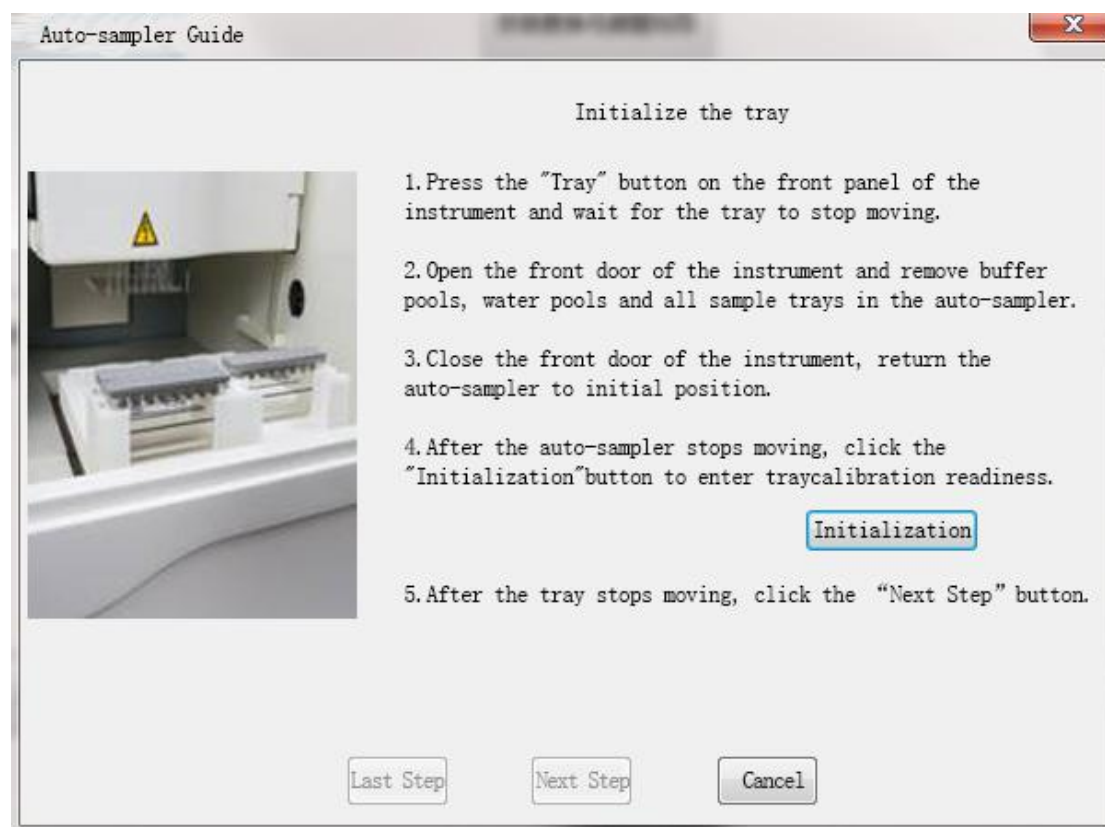 Auto-sampler Guide
Initialize the tray
1.Press the "Tray" button on the front panel of the
instrument and wait for the tray to stop moving.
2.Open the front door of the instrument and remove buffer
pools, water pools and all sample trays in the auto-sampler.
3.Close the front door of the instrument, return the
auto-sampler to initial position.
4.After the auto-sampler stops moving, click the
"Initialization"button to enter traycalibration readiness.
Initialization
5.After the tray stops moving, click the “Next Step”button.
Last Step
Next Step
Cancel